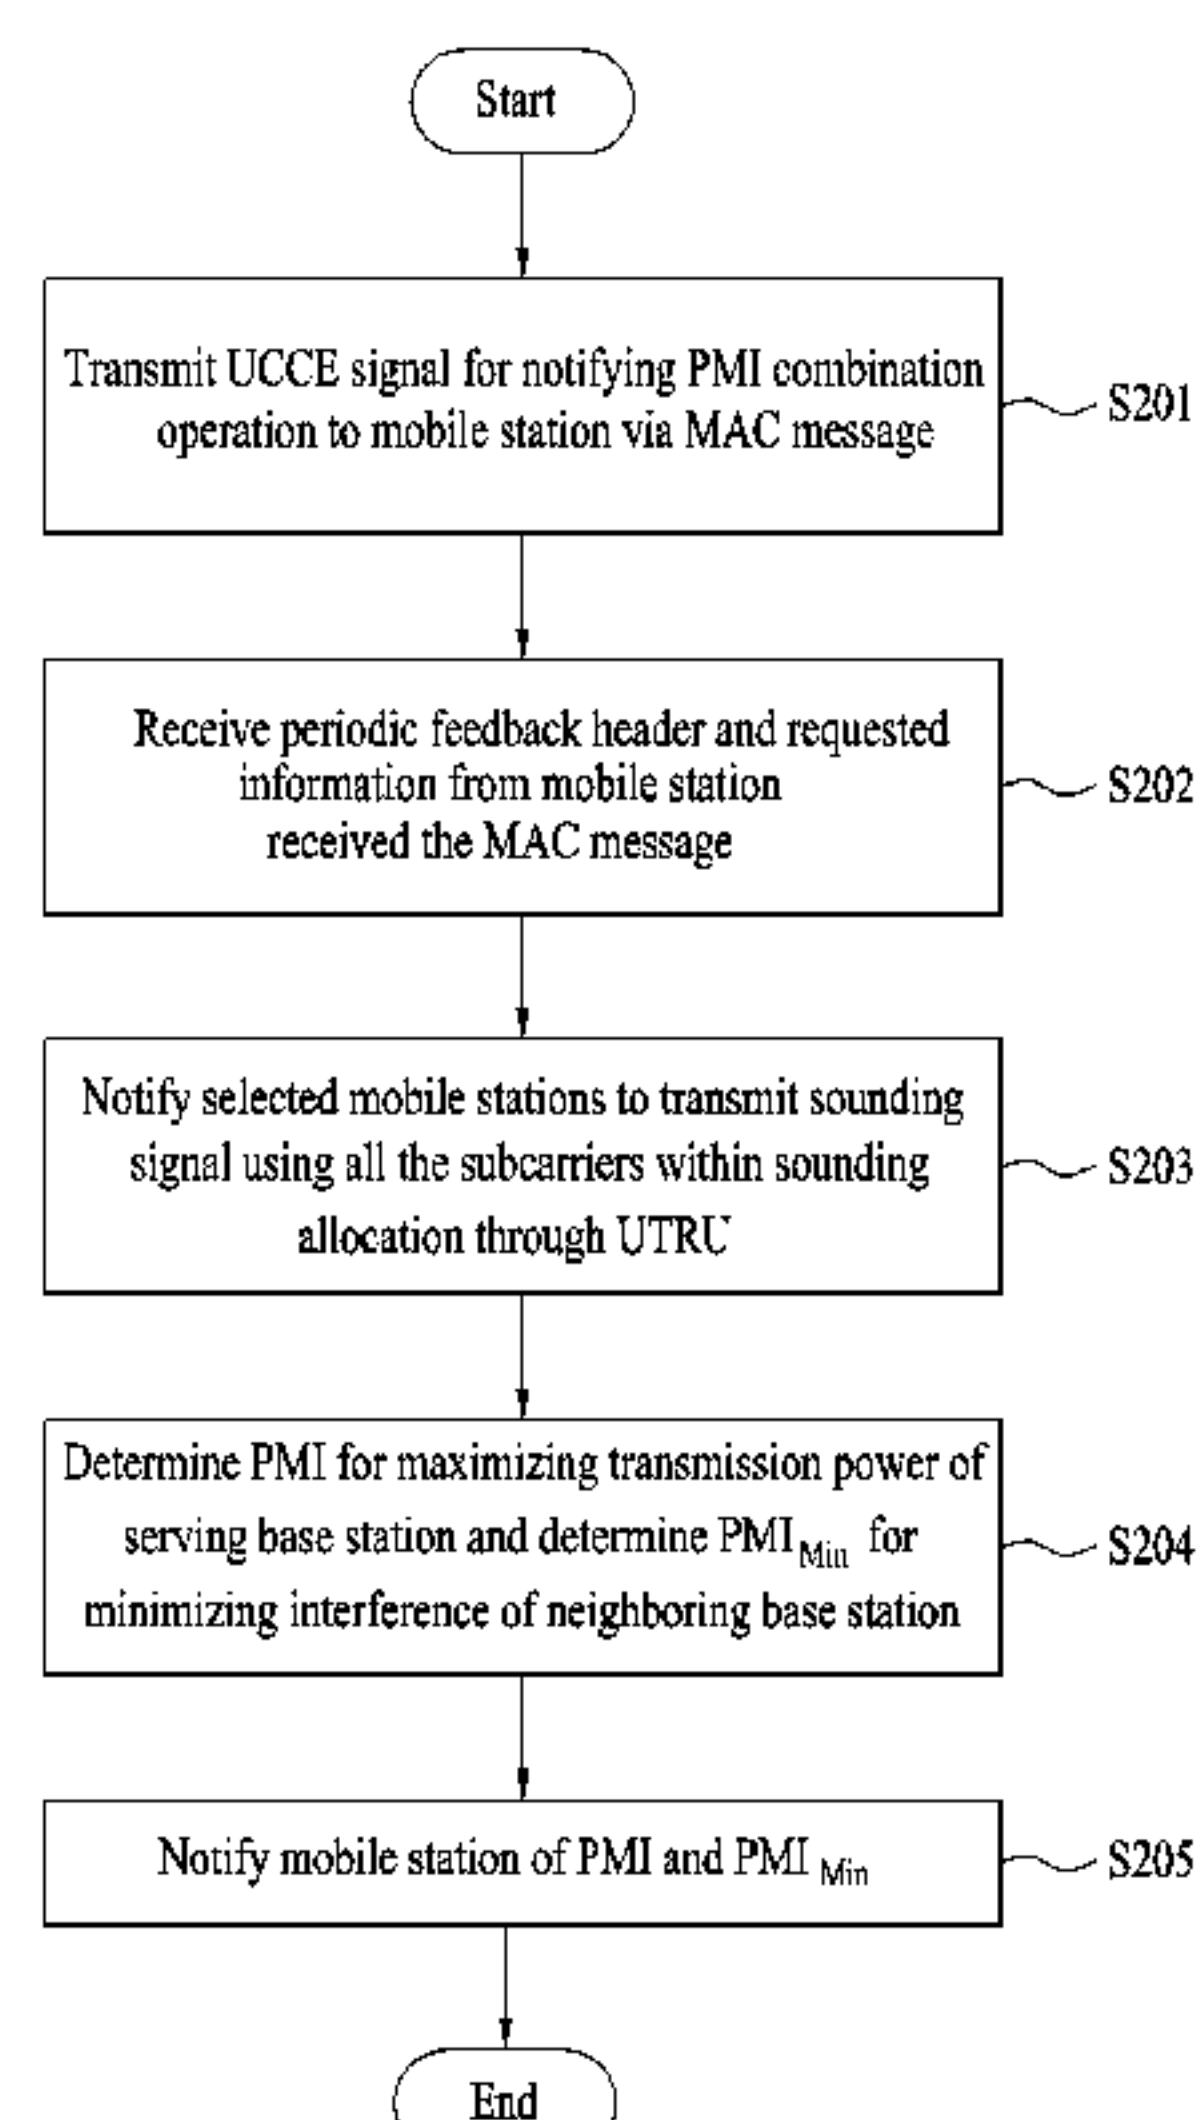 Start
Transmit UCCE signal for notifying PMI combination
operation to mobile station via MAC message
S201
Receive periodic feedback header and requested
information from mobile station
received the MAC message
S202
Notify selected mobile stations to transmit sounding
signal using all the subcarriers within sounding
allocation through UTRU
S203
Determine PMI for maximizing transmission power of
serving base station and determine PMI Min for
minimizing interference of neighboring base station
S204
Notify mobile station of PMI and PMI Min
S205
End